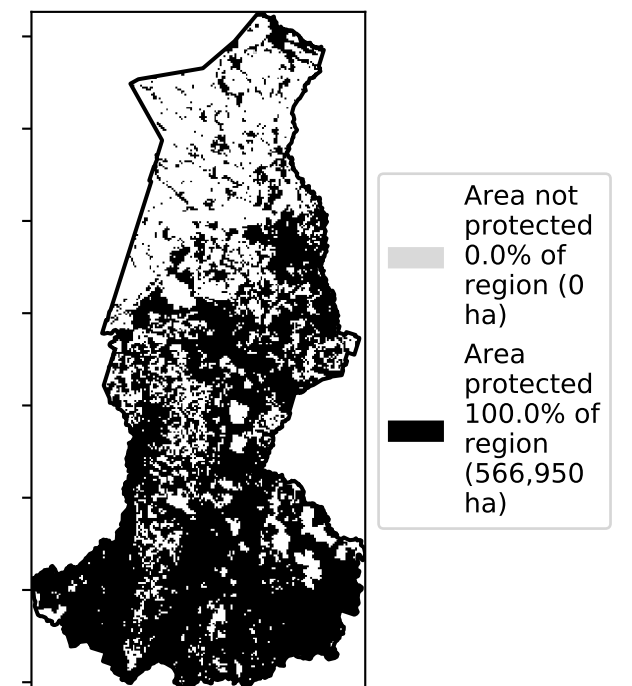 Area not
protected
0.0% of
region (0
ha)
Area
protected
100.0% of
region
(566,950
ha)